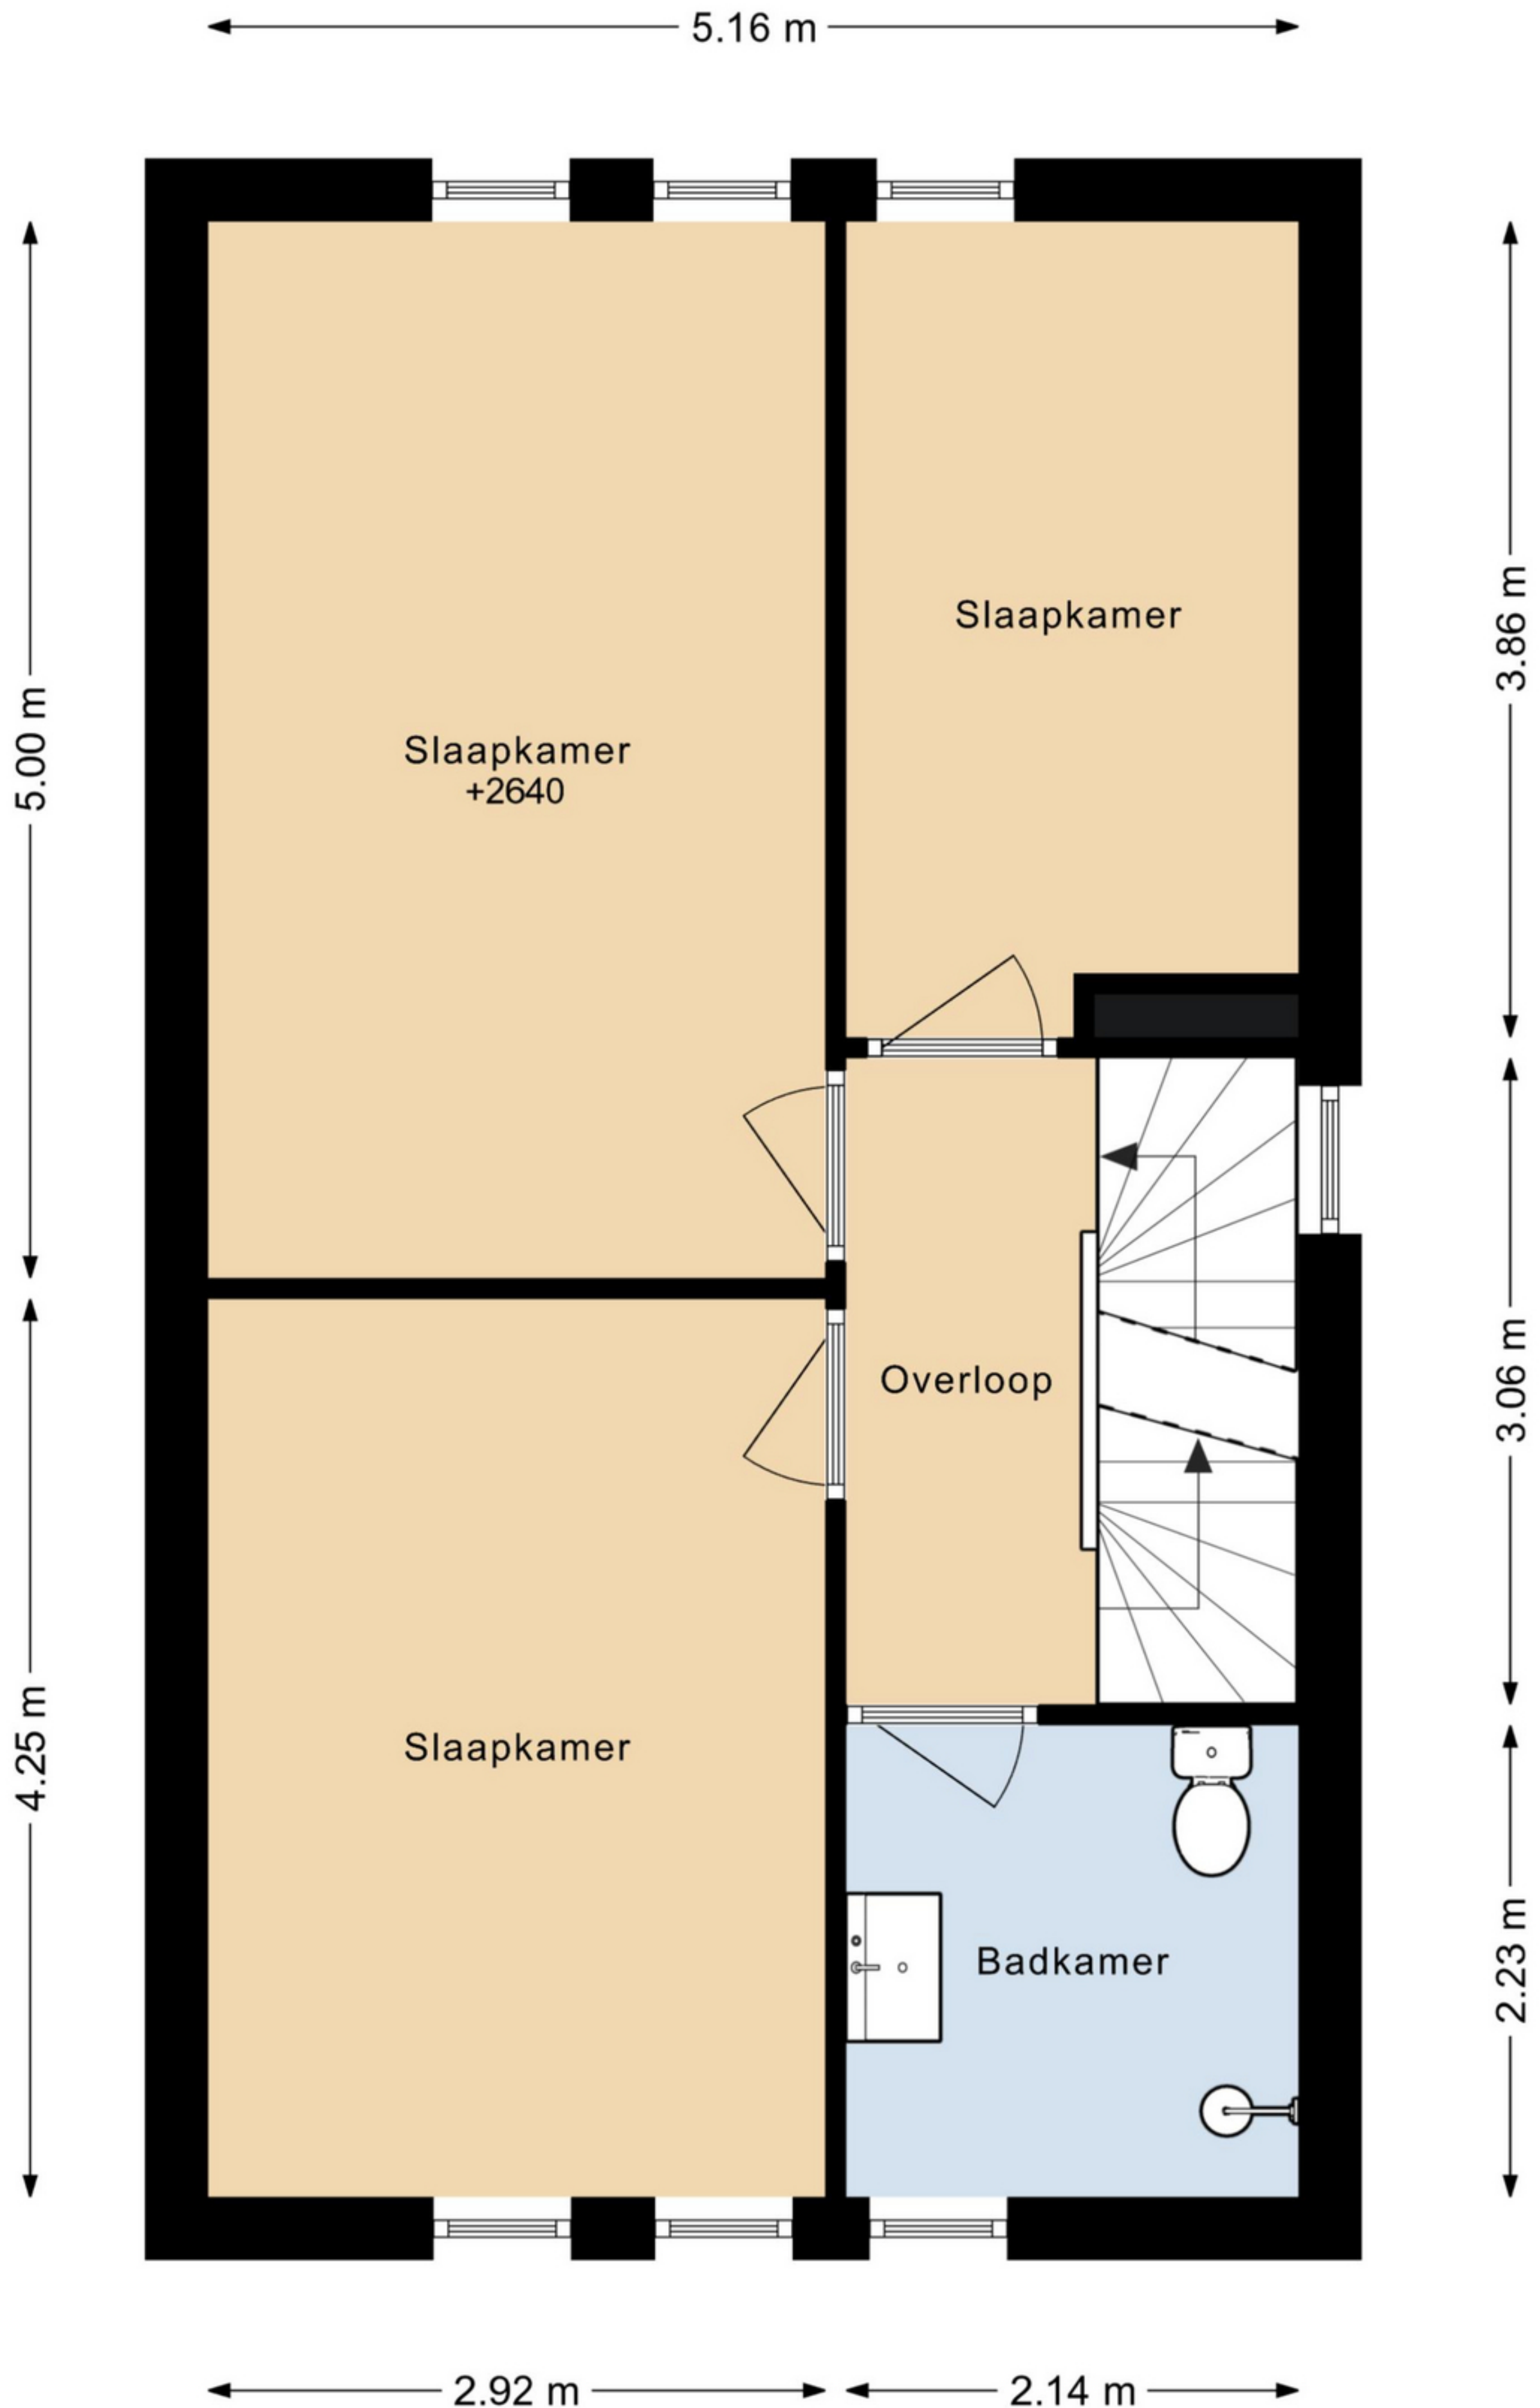 5.16 m
Slaapkamer
3.86 m
5.00 m
Slaapkamer
+2640
Overloop
3.06 m
4.25 m
Slaapkamer
Badkamer
2.23 m
2.92 m
2.14 m